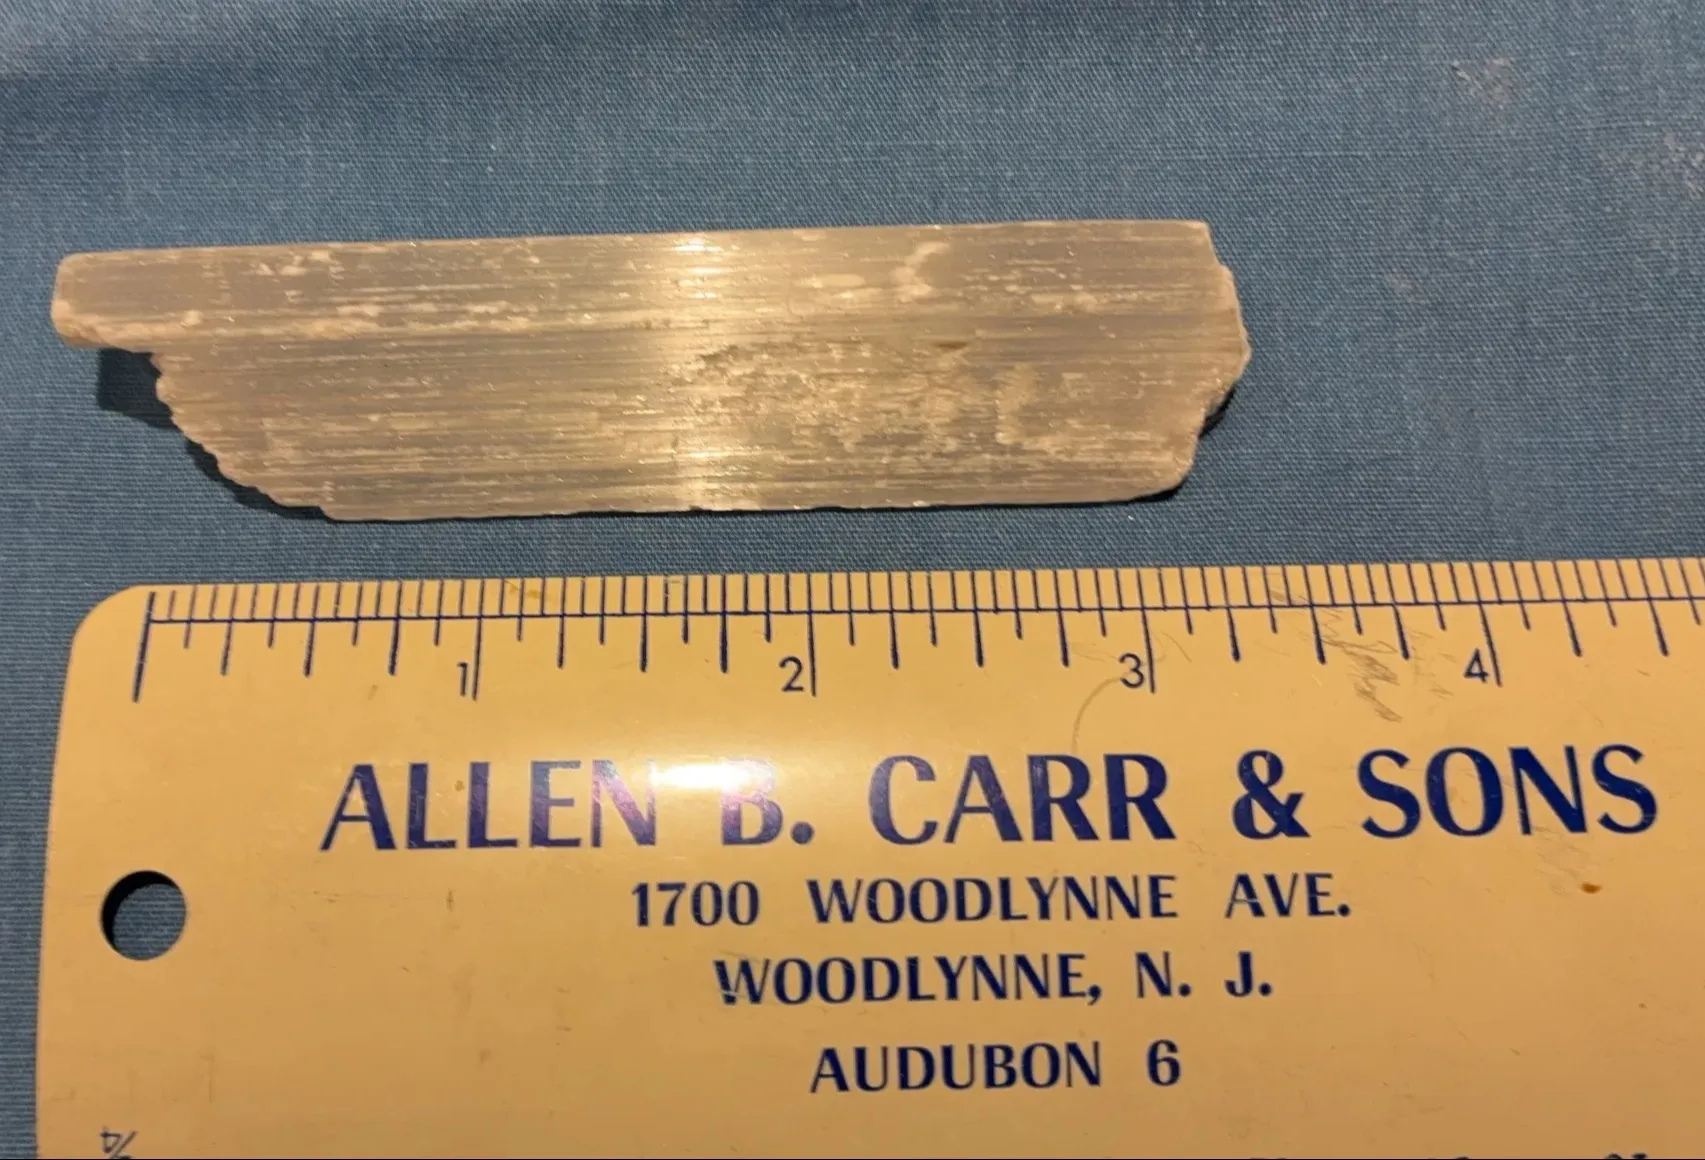 1 2 3 4
ALLEN B. CARR & SONS
1700 WOODLYNNE AVE.
WOODLYNNE, N. J.
AUDUBON 6